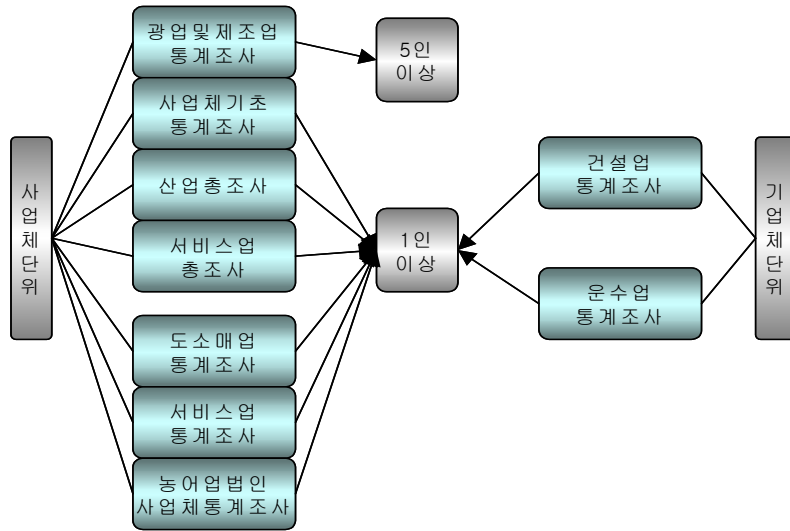 광업및제조업
통계조사
5인
이상
사업체기초
통계조사
산업총조사
서비스업
총조사
도소매업
통계조사
서비스업
통계조사
농어업법인
사업체통계조사
사업체단위
1인
이상
건설업
통계조사
운수업
통계조사
기업체단위